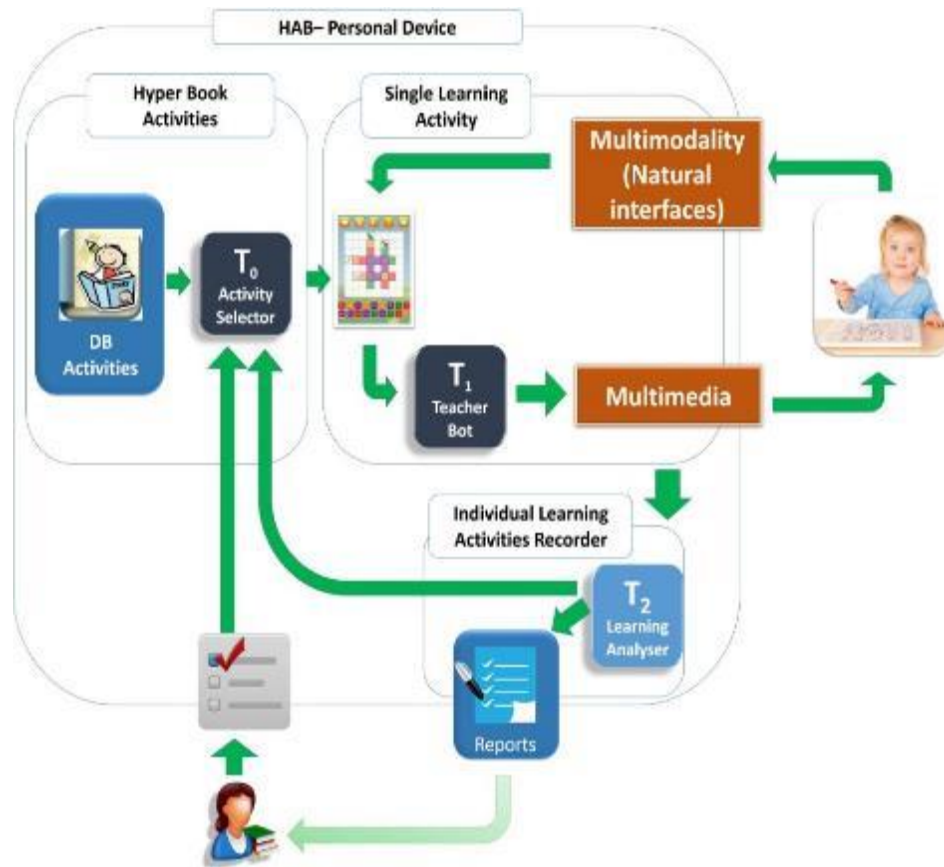 HAB– Personal Device
Hyper Book
Activities
Single Learning
Activity
Multimodality
(Natural
interfaces)
DB
Activities
T0
Activity
Selector
T1
Teacher
Bot
Multimedia
Individual Learning
Activities Recorder
T2
Learning
Analyser
Reports